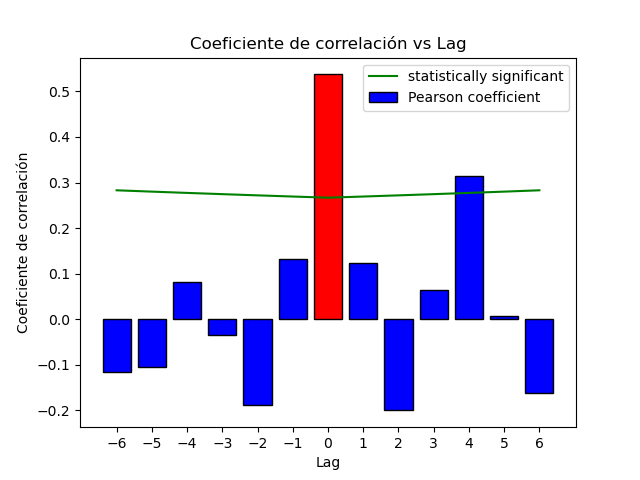 Coeficiente de correlación vs Lag
statistically significant
Pearson coefficient
Coeficiente de correlación
0.5
0.4
0.3
0.2
0.1
0.0
−0.1
−0.2
−6 −5 −4 −3 −2 −1 0 1 2 3 4 5 6
Lag